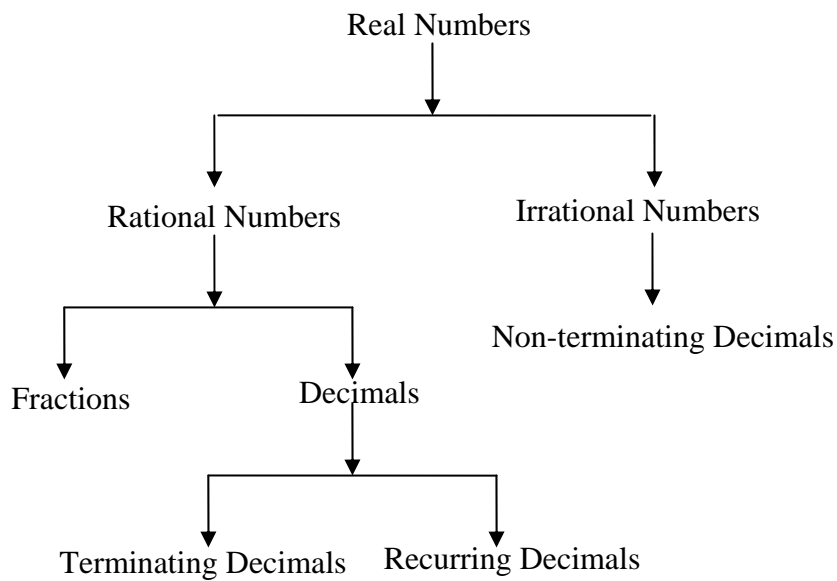 Real Numbers
Rational Numbers
Irrational Numbers
Non-terminating Decimals
Fractions
Decimals
Terminating Decimals
Recurring Decimals